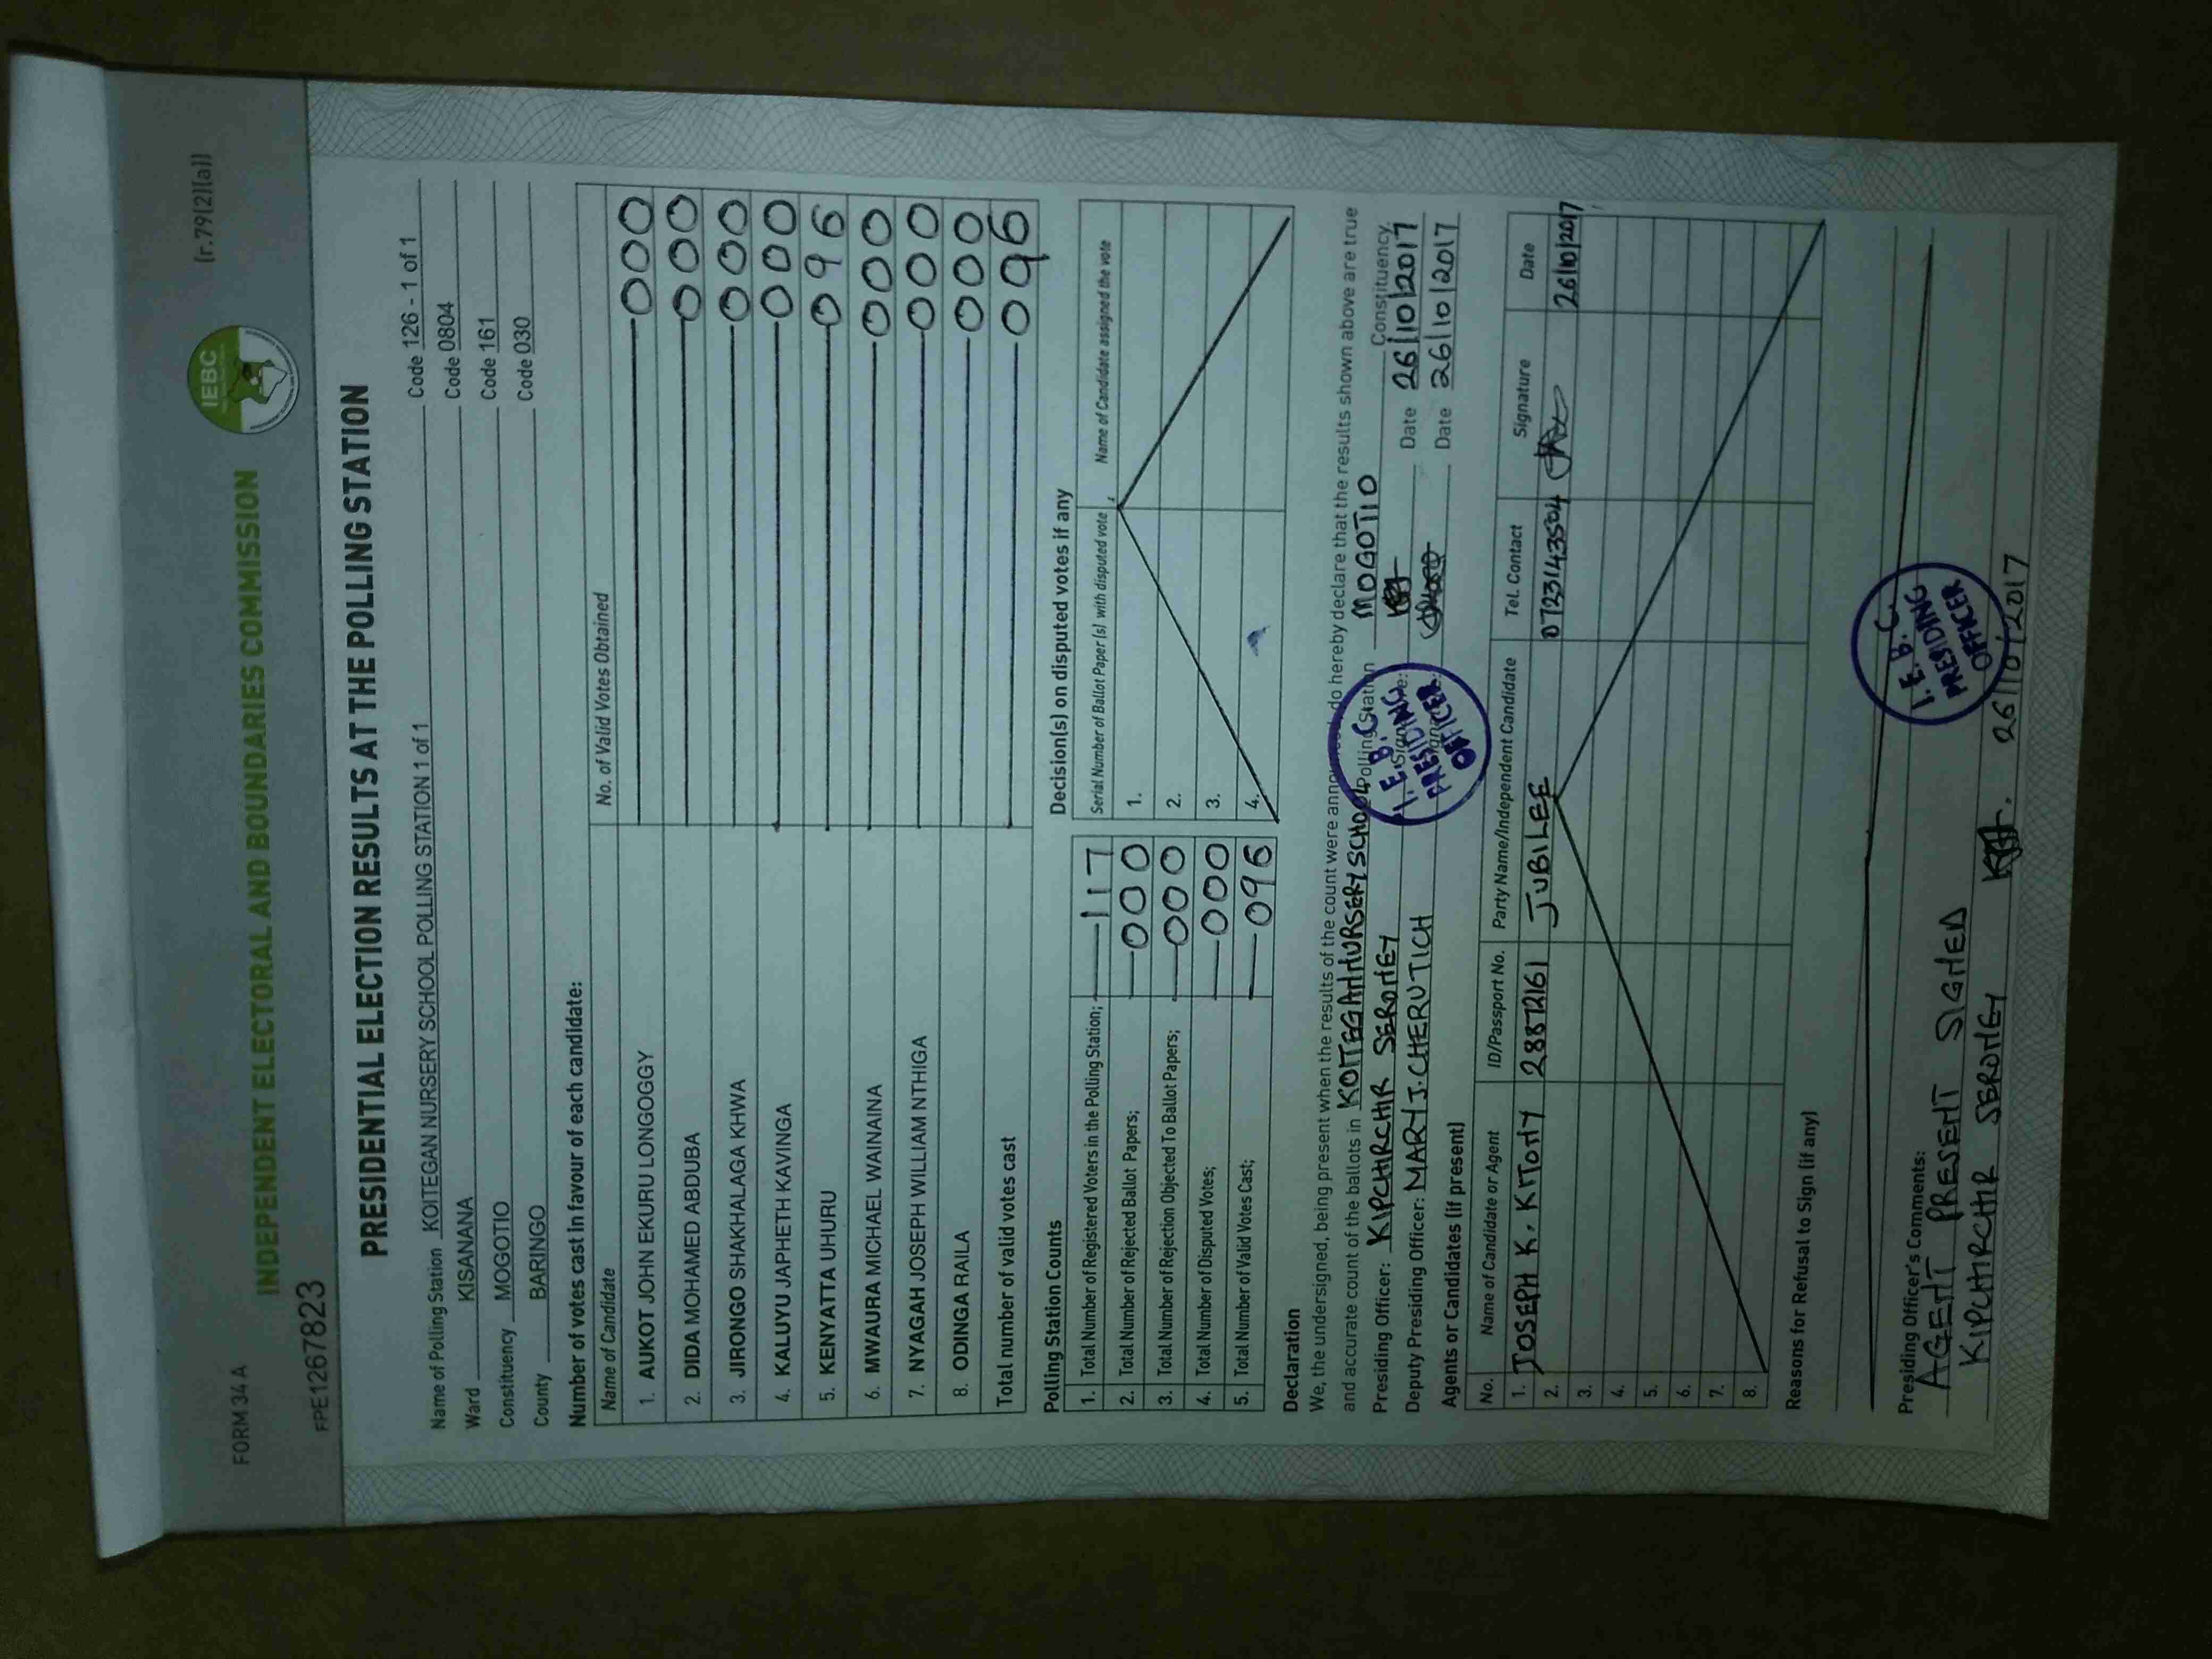 FORM 34 A
(r.79(2)(a))
IEBC
INDEPENDENT ELECTORAL AND BOUNDARIES COMMISSION
FPE1267823
PRESIDENTIAL ELECTION RESULTS AT THE POLLING STATION
Name of Polling Station KOITEGAN NURSERY SCHOOL POLLING STATION 1 of 1 Code 126 - 1 of 1
Ward KISANANA Code 0804
Constituency MOGOTIO Code 161
County BARINGO Code 030
Number of votes cast in favour of each candidate:
Name of Candidate No. of Valid Votes Obtained
1. AUKOT JOHN EKURU LONGOGGY 000
2. DIDA MOHAMED ABDUBA 000
3. JIRONGO SHAKHALAGA KHWA 000
4. KALUYU JAPHETH KAVINGA 000
5. KENYATTA UHURU 096
6. MWAURA MICHAEL WAINAINA 000
7. NYAGAH JOSEPH WILLIAM NTHIGA 000
8. ODINGA RAILA 000
Total number of valid votes cast 096
Polling Station Counts
1. Total Number of Registered Voters in the Polling Station; 117
2. Total Number of Rejected Ballot Papers; 000
3. Total Number of Rejection Objected To Ballot Papers; 000
4. Total Number of Disputed Votes; 000
5. Total Number of Valid Votes Cast; 096
Decision(s) on disputed votes if any
Serial Number of Ballot Paper (s) with disputed vote Name of Candidate assigned the vote
1.
2.
3.
4.
Declaration
We, the undersigned, being present when the results of the count were announced, do hereby declare that the results shown above are true
and accurate count of the ballots in KOITEGAN NURSERY SCHOOL Polling Station MOGOTIO Constituency.
Presiding Officer: KIPCHIRCHIR SERONEY Signature: Date 26/10/2017
Deputy Presiding Officer: MARY J. CHERUTICH Signature: Date 26/10/2017
I.E.B.C. PRESIDING OFFICER
Agents or Candidates (if present)
No. Name of Candidate or Agent ID/Passport No. Party Name/Independent Candidate Tel. Contact Signature Date
1. JOSEPH K. KITONY 28872161 JUBILEE 0723143504 26/10/2017
2.
3.
4.
5.
6.
7.
8.
Reasons for Refusal to Sign (if any)
Presiding Officer's Comments:
AGENT PRESENT SIGNED
KIPCHIRCHIR SERONEY 26/10/2017
I.E.B.C. PRESIDING OFFICER